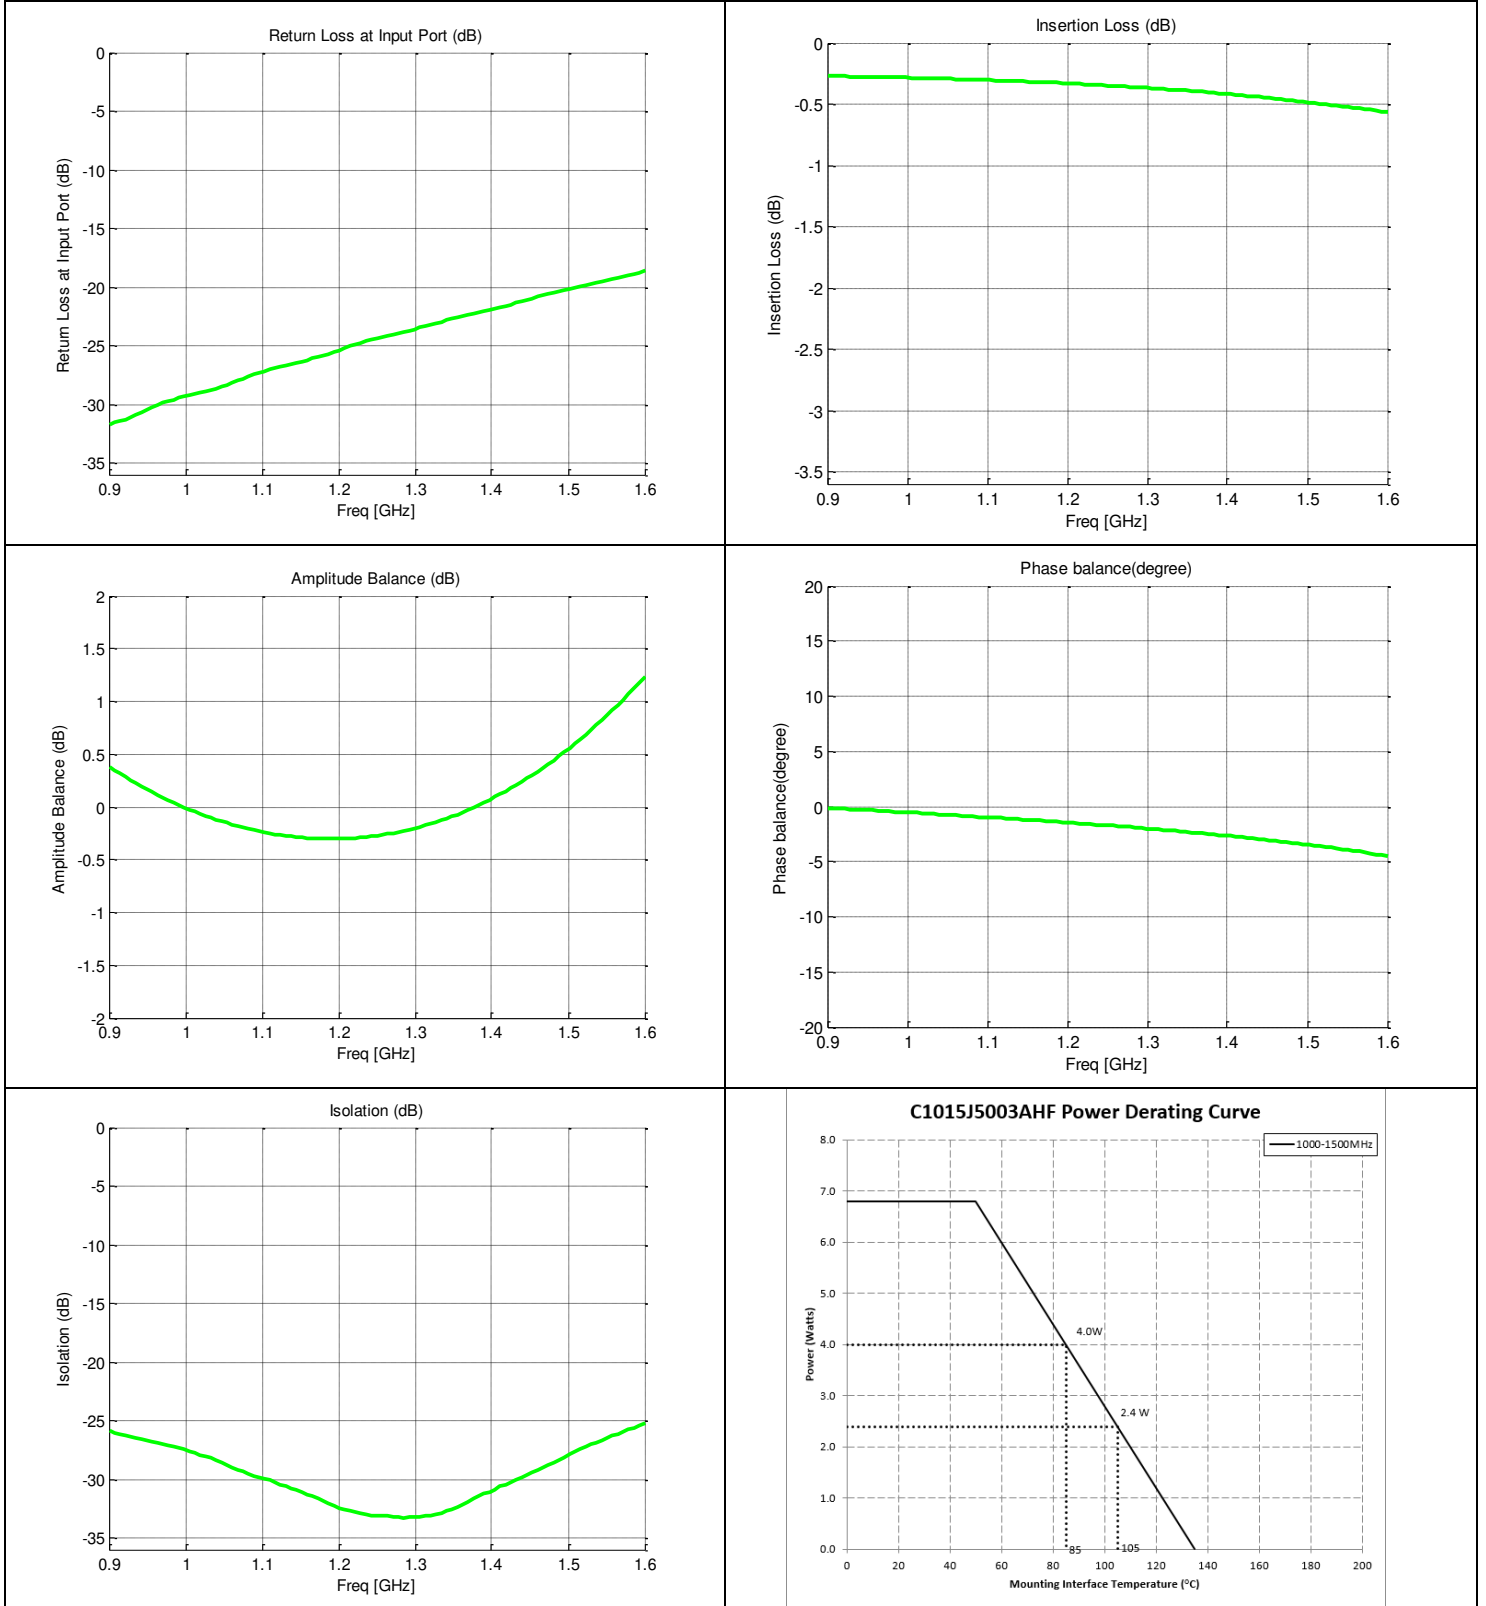 Return Loss at Input Port (dB)
0
-5
-10
-15
-20
-25
-30
-35
Return Loss at Input Port (dB)
0.9 1 1.1 1.2 1.3 1.4 1.5 1.6
Freq [GHz]
Insertion Loss (dB)
0
-0.5
-1
-1.5
-2
-2.5
-3
-3.5
Insertion Loss (dB)
0.9 1 1.1 1.2 1.3 1.4 1.5 1.6
Freq [GHz]
Amplitude Balance (dB)
2
1.5
1
0.5
0
-0.5
-1
-1.5
-2
Amplitude Balance (dB)
0.9 1 1.1 1.2 1.3 1.4 1.5 1.6
Freq [GHz]
Phase balance(degree)
20
15
10
5
0
-5
-10
-15
-20
Phase balance(degree)
0.9 1 1.1 1.2 1.3 1.4 1.5 1.6
Freq [GHz]
Isolation (dB)
0
-5
-10
-15
-20
-25
-30
-35
Isolation (dB)
0.9 1 1.1 1.2 1.3 1.4 1.5 1.6
Freq [GHz]
C1015J5003AHF Power Derating Curve
1000-1500MHz
8.0
7.0
6.0
5.0
4.0
3.0
2.0
1.0
0.0
Power (Watts)
4.0W
2.4 W
85
105
0 20 40 60 80 100 120 140 160 180 200
Mounting Interface Temperature (°C)